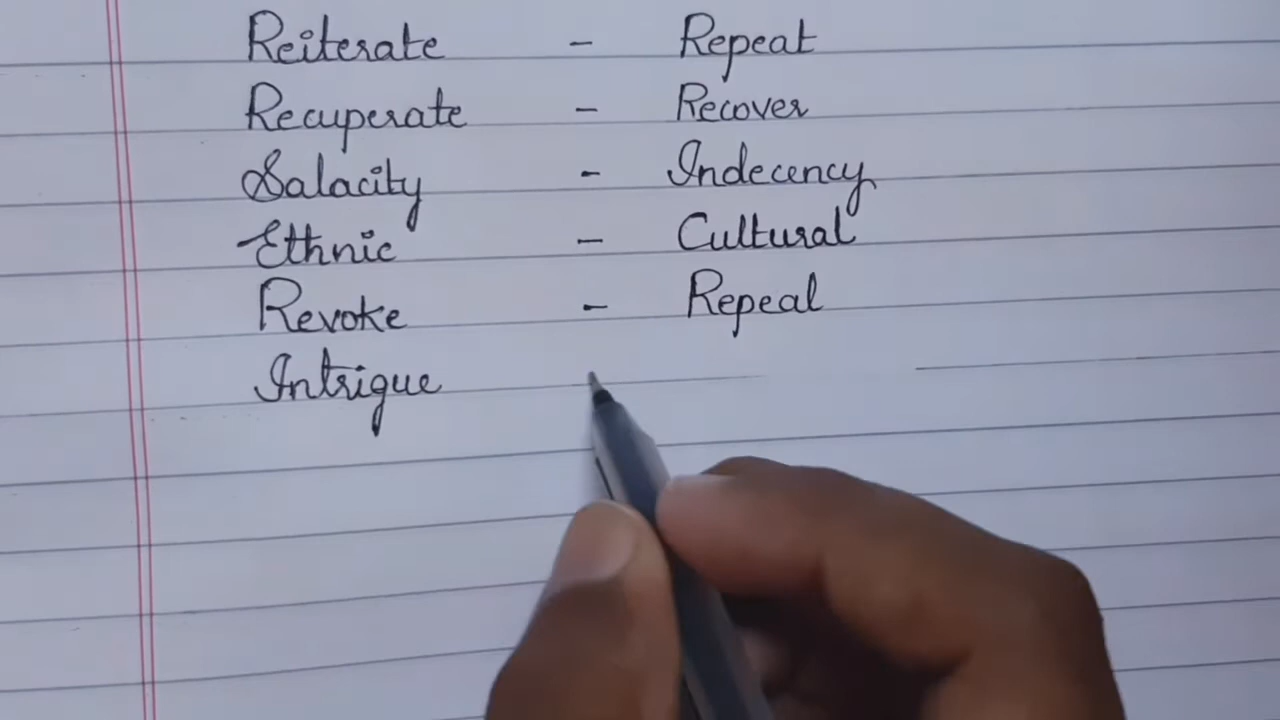 Reiterate - Repeat
Recuperate - Recover
Salacity - Indecency
Ethnic - Cultural
Revoke - Repeal
Intrigue